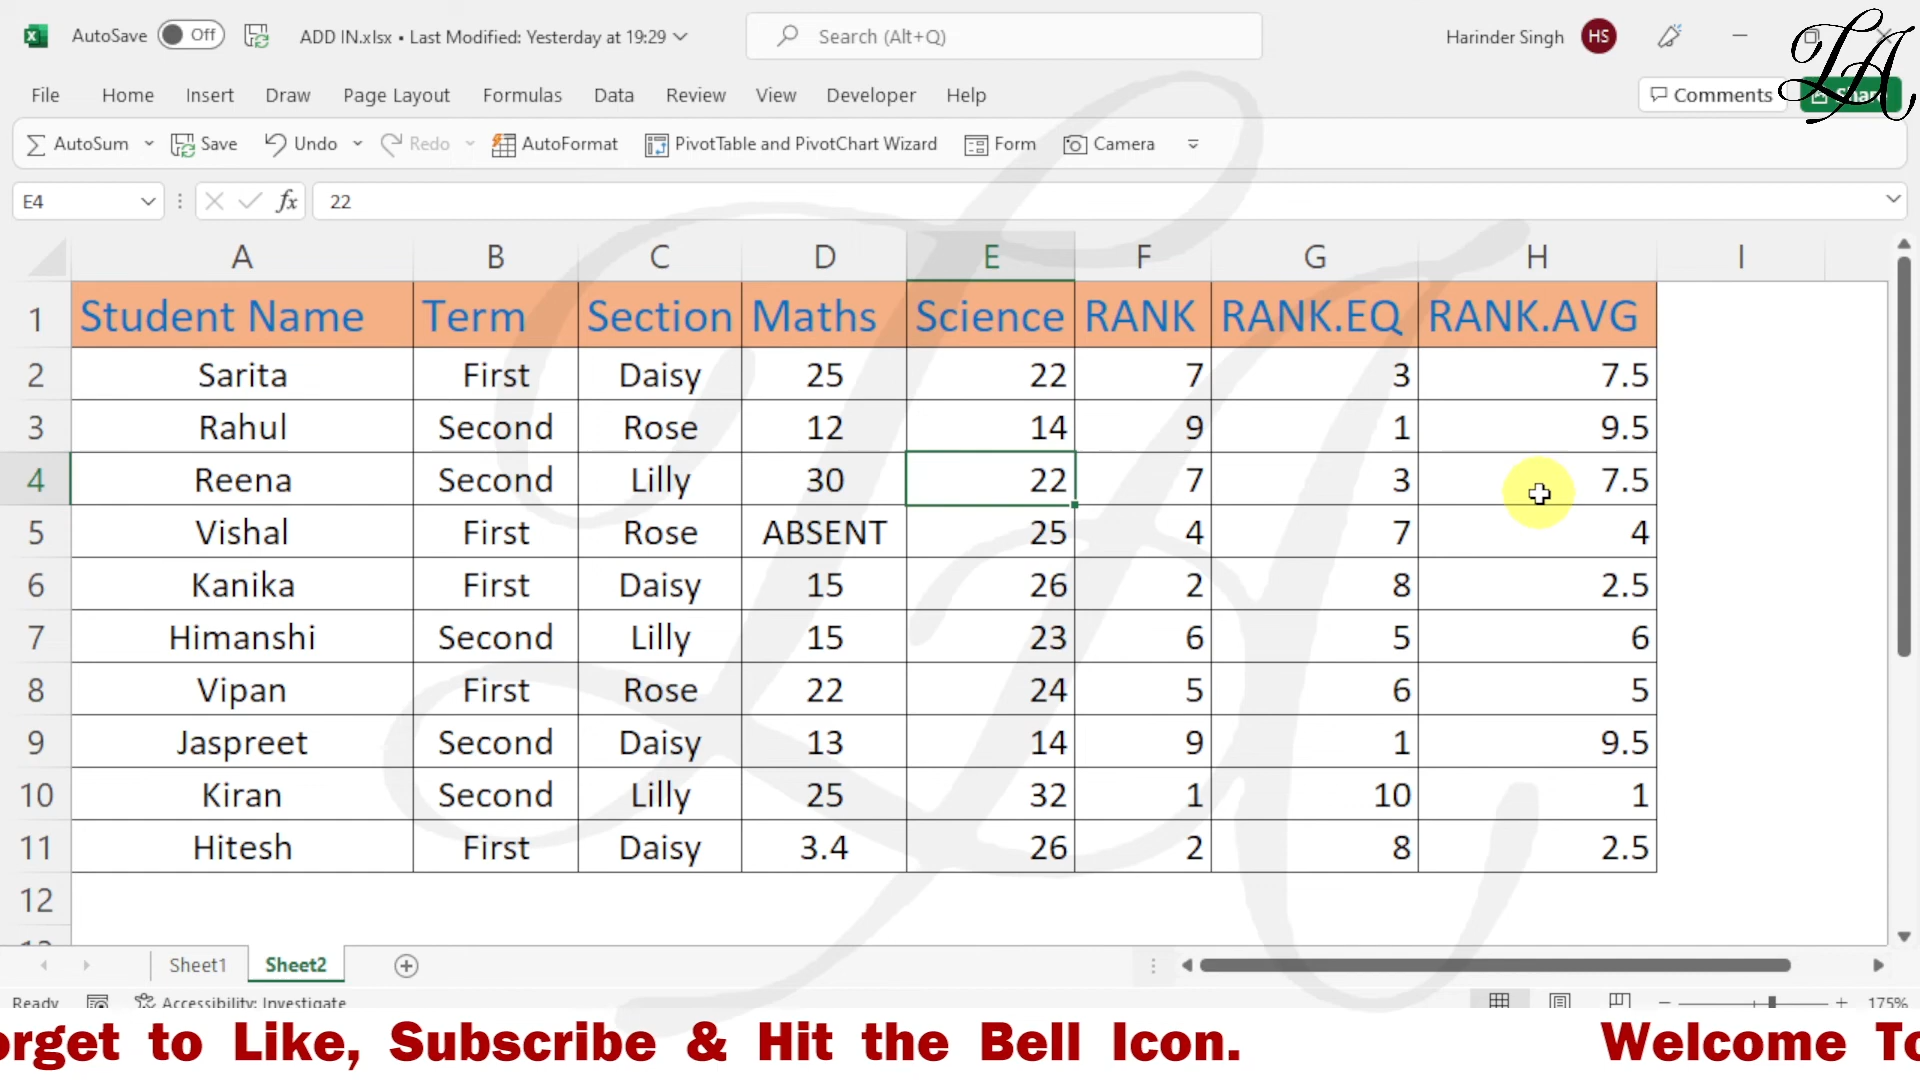 AutoSave Off ADD IN.xlsx • Last Modified: Yesterday at 19:29 Search (Alt+Q) Harinder Singh HS
File Home Insert Draw Page Layout Formulas Data Review View Developer Help Comments Share
AutoSum Save Undo Redo AutoFormat PivotTable and PivotChart Wizard Form Camera
E4 fx 22
A B C D E F G H I
1 Student Name Term Section Maths Science RANK RANK.EQ RANK.AVG
2 Sarita First Daisy 25 22 7 3 7.5
3 Rahul Second Rose 12 14 9 1 9.5
4 Reena Second Lilly 30 22 7 3 7.5
5 Vishal First Rose ABSENT 25 4 7 4
6 Kanika First Daisy 15 26 2 8 2.5
7 Himanshi Second Lilly 15 23 6 5 6
8 Vipan First Rose 22 24 5 6 5
9 Jaspreet Second Daisy 13 14 9 1 9.5
10 Kiran Second Lilly 25 32 1 10 1
11 Hitesh First Daisy 3.4 26 2 8 2.5
12
Sheet1 Sheet2
Ready Accessibility: Investigate 175%
orget to Like, Subscribe & Hit the Bell Icon. Welcome To